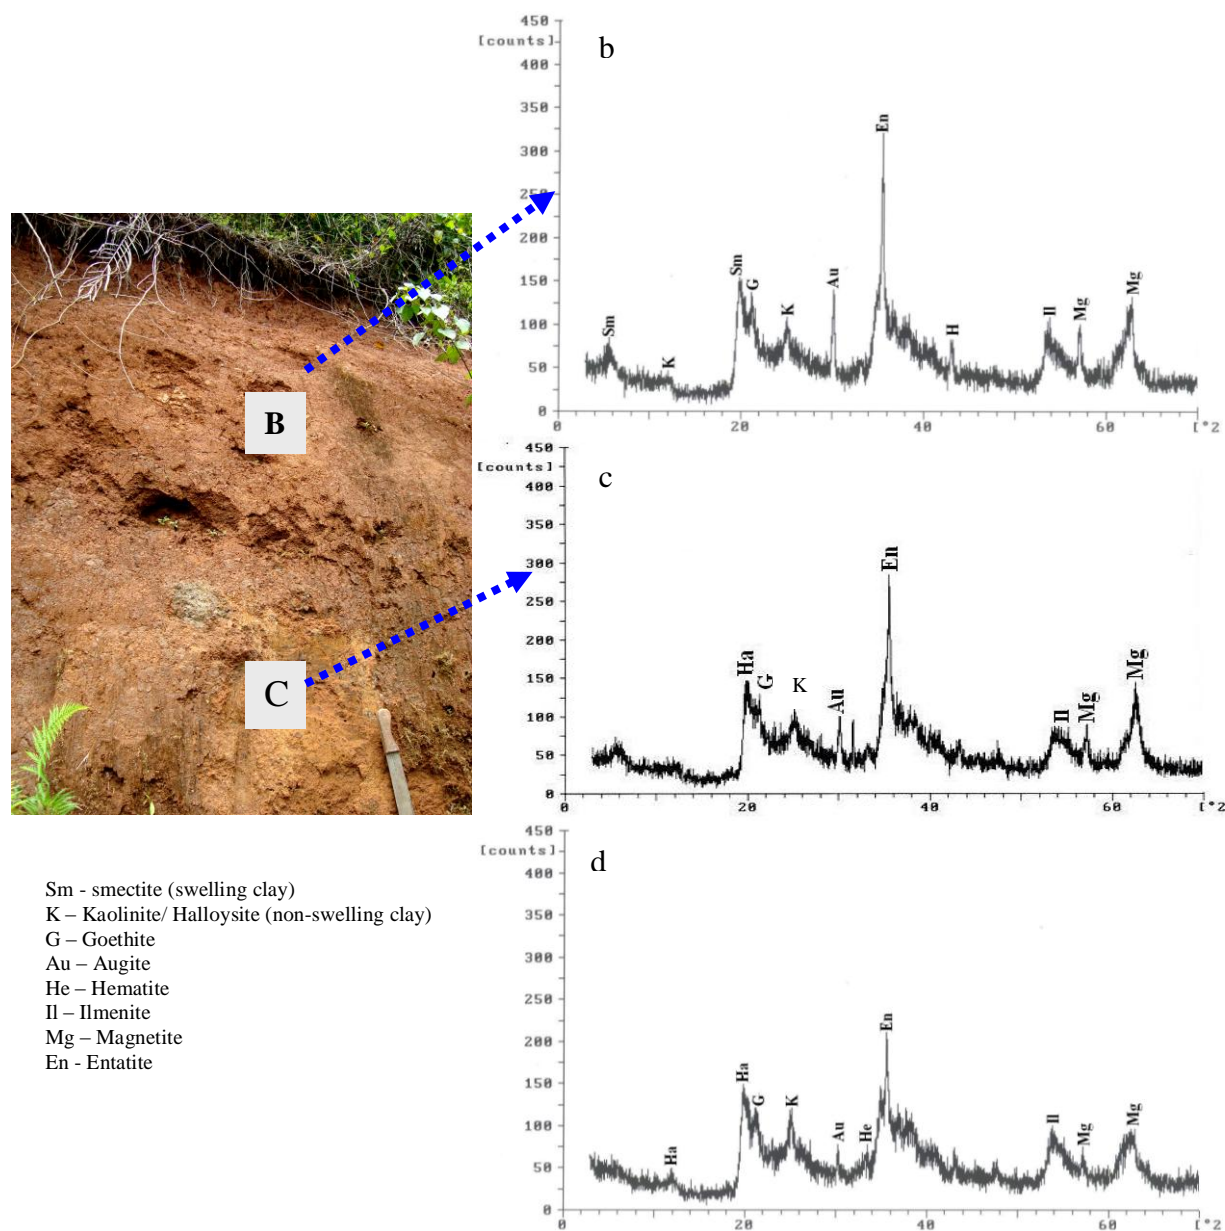 b
450
[counts]
400
350
300
250
200
150
100
50
0
Sm
K
Sm
G
K
Au
En
H
Il
Mg
Mg
20
40
60
[°2
B
c
450
[counts]
400
350
300
250
200
150
100
50
0
Ha
G
K
Au
En
Il
Mg
Mg
0
20
40
60
[°2
C
d
450
[counts]
400
350
300
250
200
150
100
50
0
Ha
Ha
G
K
Au
He
En
Il
Mg
Mg
0
20
40
60
[°2
Sm - smectite (swelling clay)
K – Kaolinite/ Halloysite (non-swelling clay)
G – Goethite
Au – Augite
He – Hematite
Il – Ilmenite
Mg – Magnetite
En - Entatite